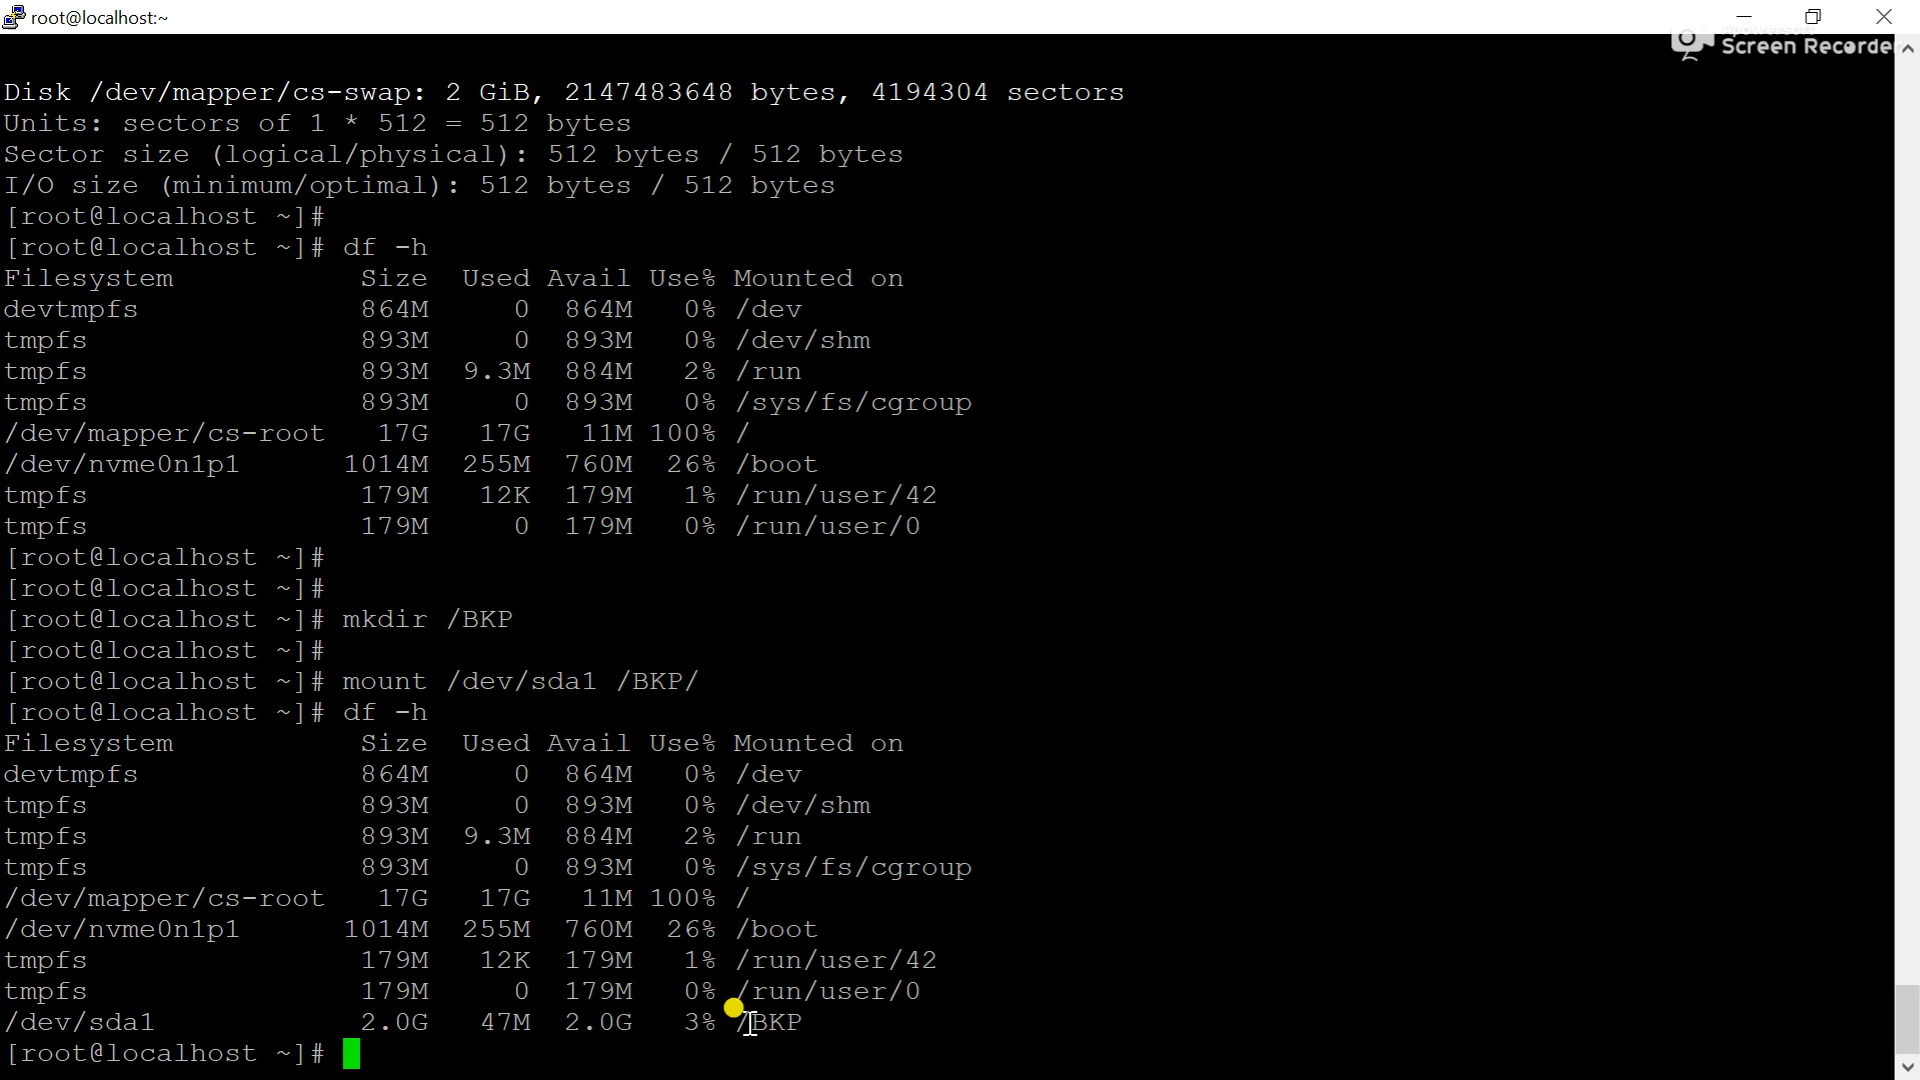 root@localhost:~
Screen Recorder
Disk /dev/mapper/cs-swap: 2 GiB, 2147483648 bytes, 4194304 sectors
Units: sectors of 1 * 512 = 512 bytes
Sector size (logical/physical): 512 bytes / 512 bytes
I/O size (minimum/optimal): 512 bytes / 512 bytes
[root@localhost ~]#
[root@localhost ~]# df -h
Filesystem           Size  Used Avail Use% Mounted on
devtmpfs             864M     0  864M   0% /dev
tmpfs                893M     0  893M   0% /dev/shm
tmpfs                893M  9.3M  884M   2% /run
tmpfs                893M     0  893M   0% /sys/fs/cgroup
/dev/mapper/cs-root   17G   17G   11M 100% /
/dev/nvme0n1p1      1014M  255M  760M  26% /boot
tmpfs                179M   12K  179M   1% /run/user/42
tmpfs                179M     0  179M   0% /run/user/0
[root@localhost ~]#
[root@localhost ~]#
[root@localhost ~]# mkdir /BKP
[root@localhost ~]#
[root@localhost ~]# mount /dev/sda1 /BKP/
[root@localhost ~]# df -h
Filesystem           Size  Used Avail Use% Mounted on
devtmpfs             864M     0  864M   0% /dev
tmpfs                893M     0  893M   0% /dev/shm
tmpfs                893M  9.3M  884M   2% /run
tmpfs                893M     0  893M   0% /sys/fs/cgroup
/dev/mapper/cs-root   17G   17G   11M 100% /
/dev/nvme0n1p1      1014M  255M  760M  26% /boot
tmpfs                179M   12K  179M   1% /run/user/42
tmpfs                179M     0  179M   0% /run/user/0
/dev/sda1            2.0G   47M  2.0G   3% /BKP
[root@localhost ~]#